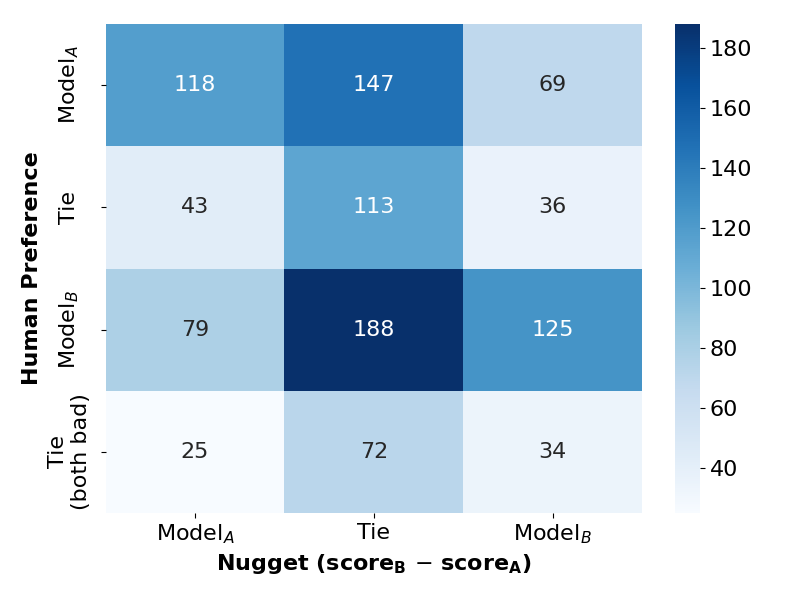 Human Preference
Model_A
118 147 69
Tie
43 113 36
Model_B
79 188 125
Tie
(both bad)
25 72 34
Model_A Tie Model_B
Nugget (score_B − score_A)
180
160
140
120
100
80
60
40